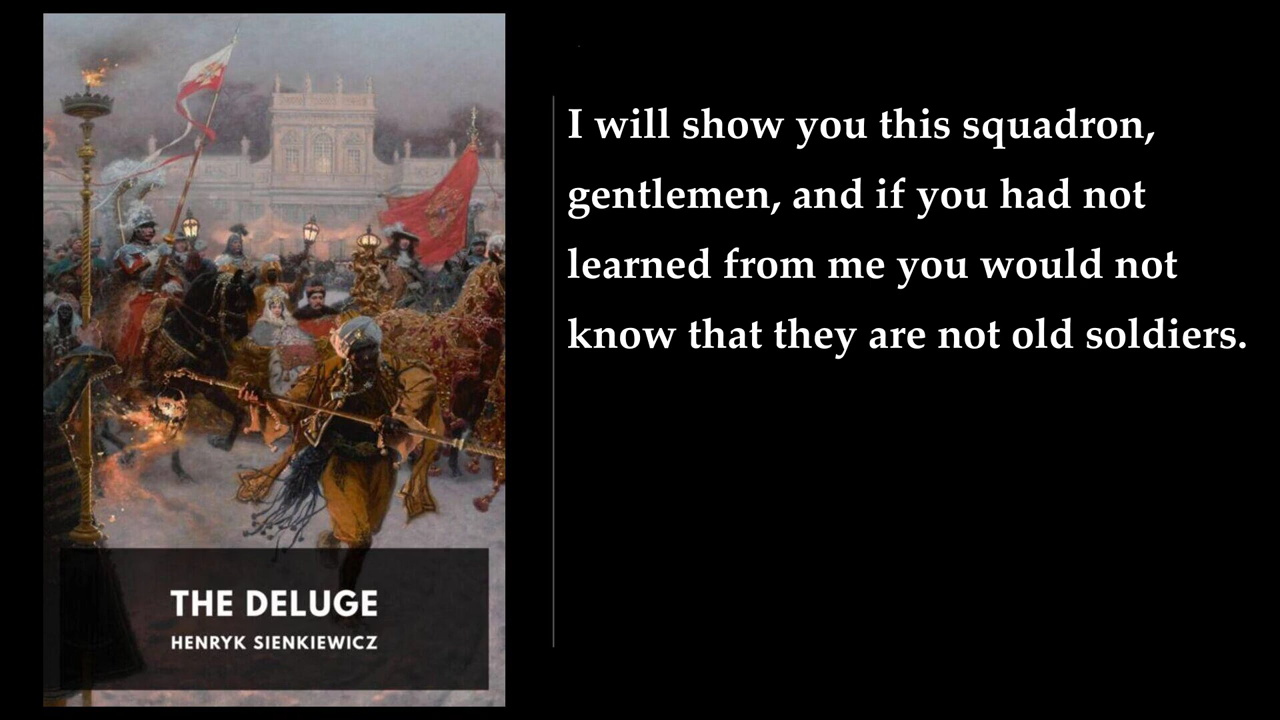 I will show you this squadron,
gentlemen, and if you had not
learned from me you would not
know that they are not old soldiers.
THE DELUGE
HENRYK SIENKIEWICZ